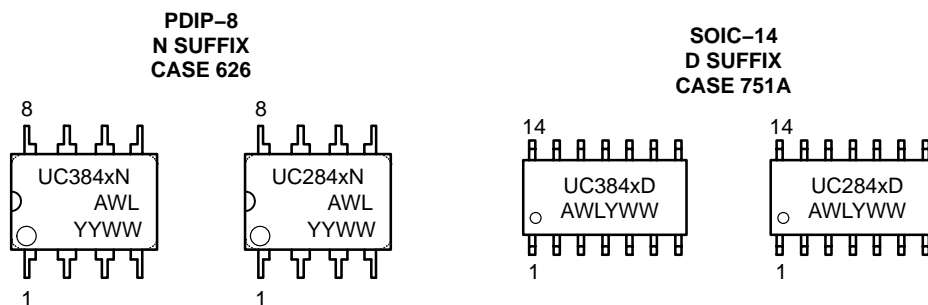 PDIP−8
N SUFFIX
CASE 626
8
UC384xN
AWL
YYWW
1
8
UC284xN
AWL
YYWW
1
SOIC−14
D SUFFIX
CASE 751A
14
UC384xD
AWLYWW
1
14
UC284xD
AWLYWW
1